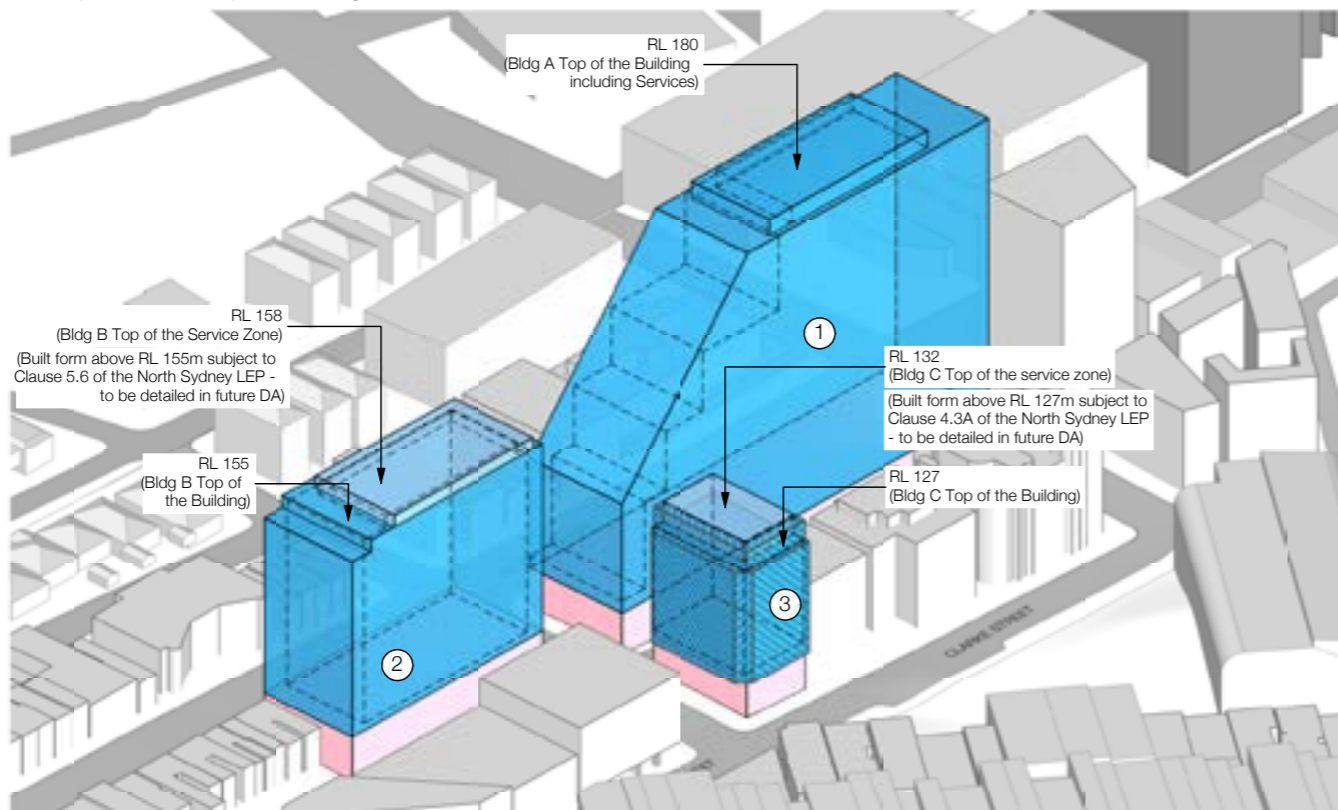 RL 180
(Bldg A Top of the Building
including Services)
RL 158
(Bldg B Top of the Service Zone)
(Built form above RL 155m subject to
Clause 5.6 of the North Sydney LEP -
to be detailed in future DA)
RL 155
(Bldg B Top of
the Building)
1
RL 132
(Bldg C Top of the service zone)
(Built form above RL 127m subject to
Clause 4.3A of the North Sydney LEP
- to be detailed in future DA)
RL 127
(Bldg C Top of the Building)
3
2
CLARKE STREET